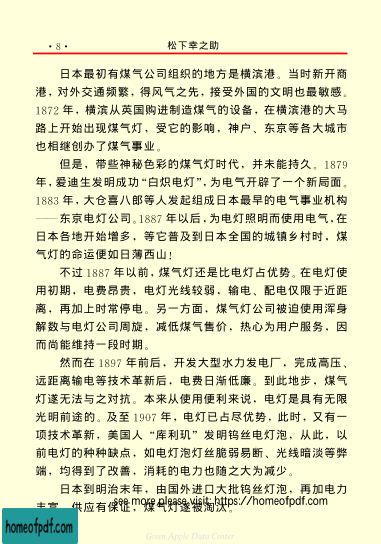 ·8· 松下幸之助
日本最初有煤气公司组织的地方是横滨港。当时新开商
港，对外交通频繁，得风气之先，接受外国的文明也最敏感。
1872年，横滨从英国购进制造煤气的设备，在横滨港的大马
路上开始出现煤气灯，受它的影响，神户、东京等各大城市
也相继创办了煤气事业。
但是，带些神秘色彩的煤气灯时代，并未能持久。1879
年，爱迪生发明成功“白炽电灯”，为电气开辟了一个新局面。
1883年，大仓喜八郎等人发起组成日本最早的电气事业机构
——东京电灯公司。1887年以后，为电灯照明而使用电气，在
日本各地开始增多，等它普及到日本全国的城镇乡村时，煤
气灯的命运便如日薄西山！
不过1887年以前，煤气灯还是比电灯占优势。在电灯使
用初期，电费昂贵，电灯光线较弱，输电、配电仅限于近距
离，再加上时常停电。另一方面，煤气灯公司被迫使用浑身
解数与电灯公司周旋，减低煤气售价，热心为用户服务，因
而尚能维持一段时期。
然而在1897年前后，开发大型水力发电厂，完成高压、
远距离输电等技术革新后，电费日渐低廉。到此地步，煤气
灯遂无法与之对抗。本来从使用便利来说，电灯是具有无限
光明前途的。及至1907年，电灯已占尽优势，此时，又有一
项技术革新，美国人“库利玑”发明钨丝电灯泡，从此，以
前电灯的种种缺点，如电灯泡灯丝脆弱易断、光线暗淡等弊
端，均得到了改善，消耗的电力也随之大为减少。
日本到明治末年，由国外进口大批钨丝灯泡，再加电力
丰富，供应有保证，煤气灯遂被淘汰。
see more please visit: https://homeofpdf.com
homeofpdf.com
Green Apple Data Center